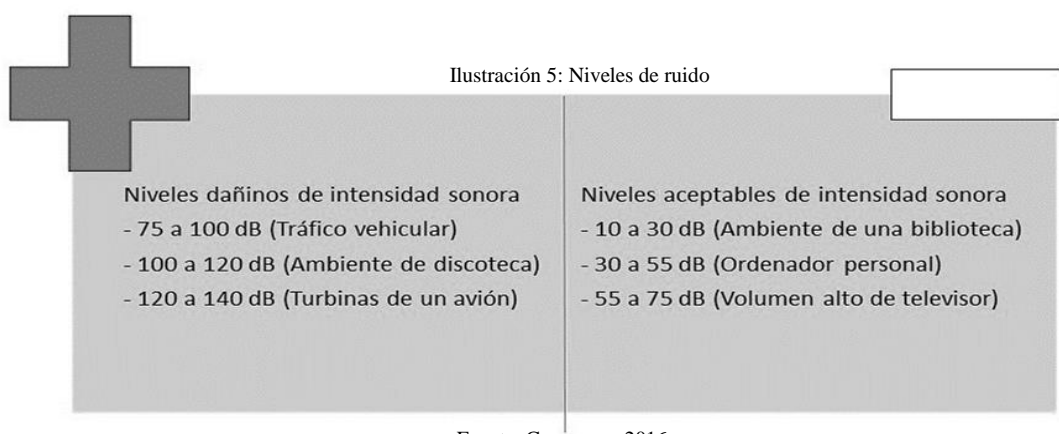 Ilustración 5: Niveles de ruido
Niveles dañinos de intensidad sonora
- 75 a 100 dB (Tráfico vehicular)
- 100 a 120 dB (Ambiente de discoteca)
- 120 a 140 dB (Turbinas de un avión)
Niveles aceptables de intensidad sonora
- 10 a 30 dB (Ambiente de una biblioteca)
- 30 a 55 dB (Ordenador personal)
- 55 a 75 dB (Volumen alto de televisor)